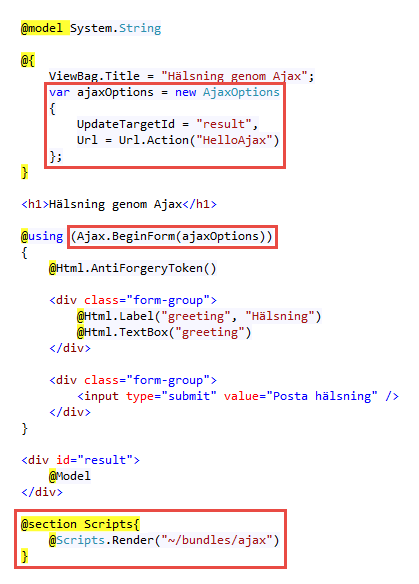 @model System.String
@{
ViewBag.Title = "Hälsning genom Ajax";
var ajaxOptions = new AjaxOptions
{
UpdateTargetId = "result",
Url = Url.Action("HelloAjax")
};
}
<h1>Hälsning genom Ajax</h1>
@using (Ajax.BeginForm(ajaxOptions))
{
@Html.AntiForgeryToken()
<div class="form-group">
@Html.Label("greeting", "Hälsning")
@Html.TextBox("greeting")
</div>
<div class="form-group">
<input type="submit" value="Posta hälsning" />
</div>
}
<div id="result">
@Model
</div>
@section Scripts{
@Scripts.Render("~/bundles/ajax")
}